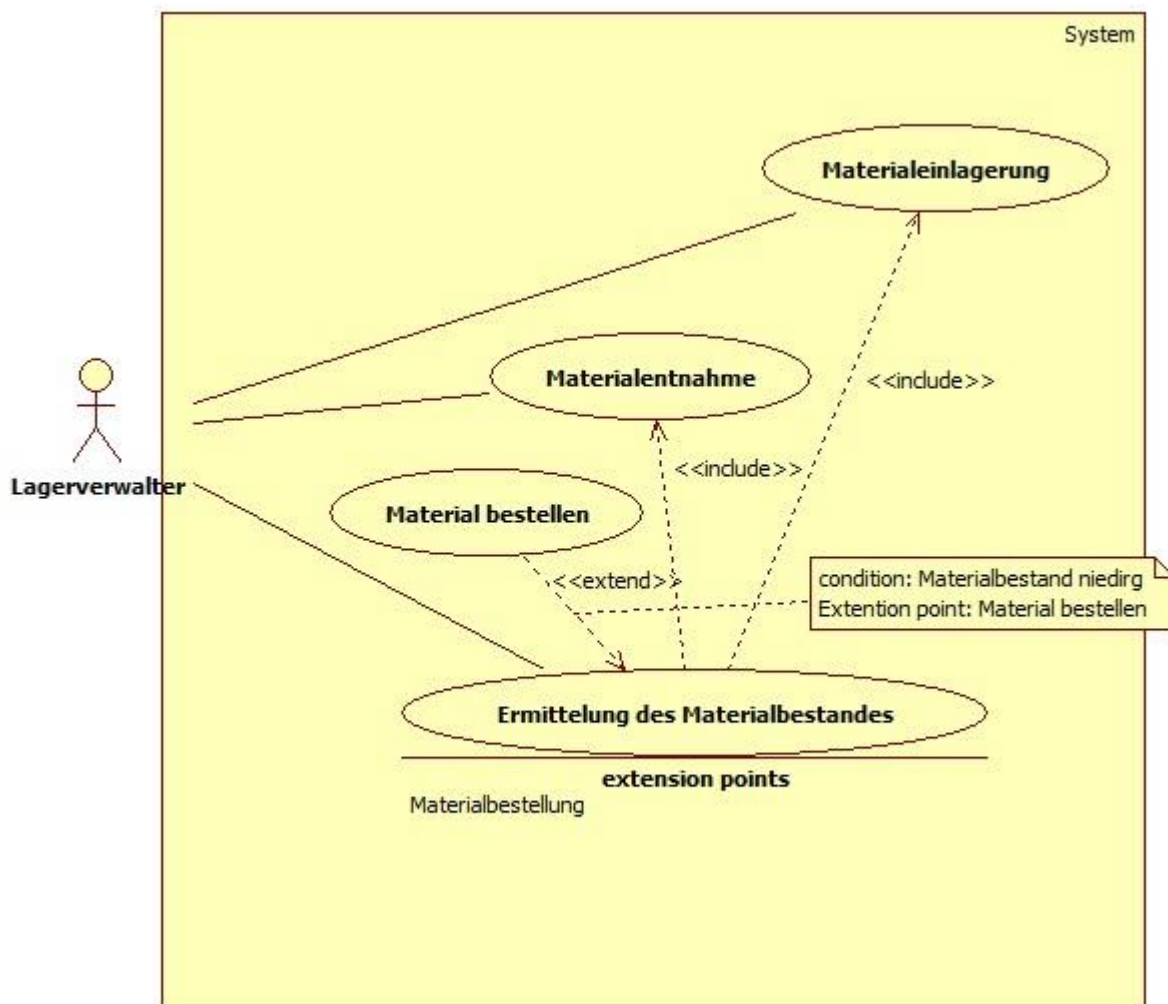 System
Materialeinlagerung
Materialentnahme
<<include>>
<<include>>
Lagerverwalter
Material bestellen
<<extend>>
condition: Materialbestand niedirg
Extention point: Material bestellen
Ermittelung des Materialbestandes
extension points
Materialbestellung